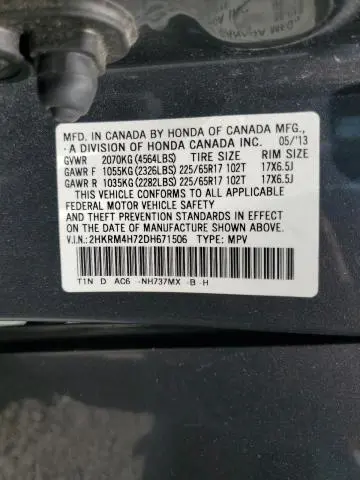 MFD. IN CANADA BY HONDA OF CANADA MFG.,
A DIVISION OF HONDA CANADA INC. 05/'13
GVWR 2070KG (4564LBS) TIRE SIZE RIM SIZE
GAWR F 1055KG (2326LBS) 225/65R17 102T 17X6.5J
GAWR R 1035KG (2282LBS) 225/65R17 102T 17X6.5J
THIS VEHICLE CONFORMS TO ALL APPLICABLE
FEDERAL MOTOR VEHICLE SAFETY
AND THEFT PREVENTION STANDARDS IN EFFECT
ON THE DATE OF MANUFACTURE SHOWN ABOVE.
V.I.N.: 2HKRM4H72DH671506 TYPE: MPV
T1N D AC6 -NH737MX -B -H